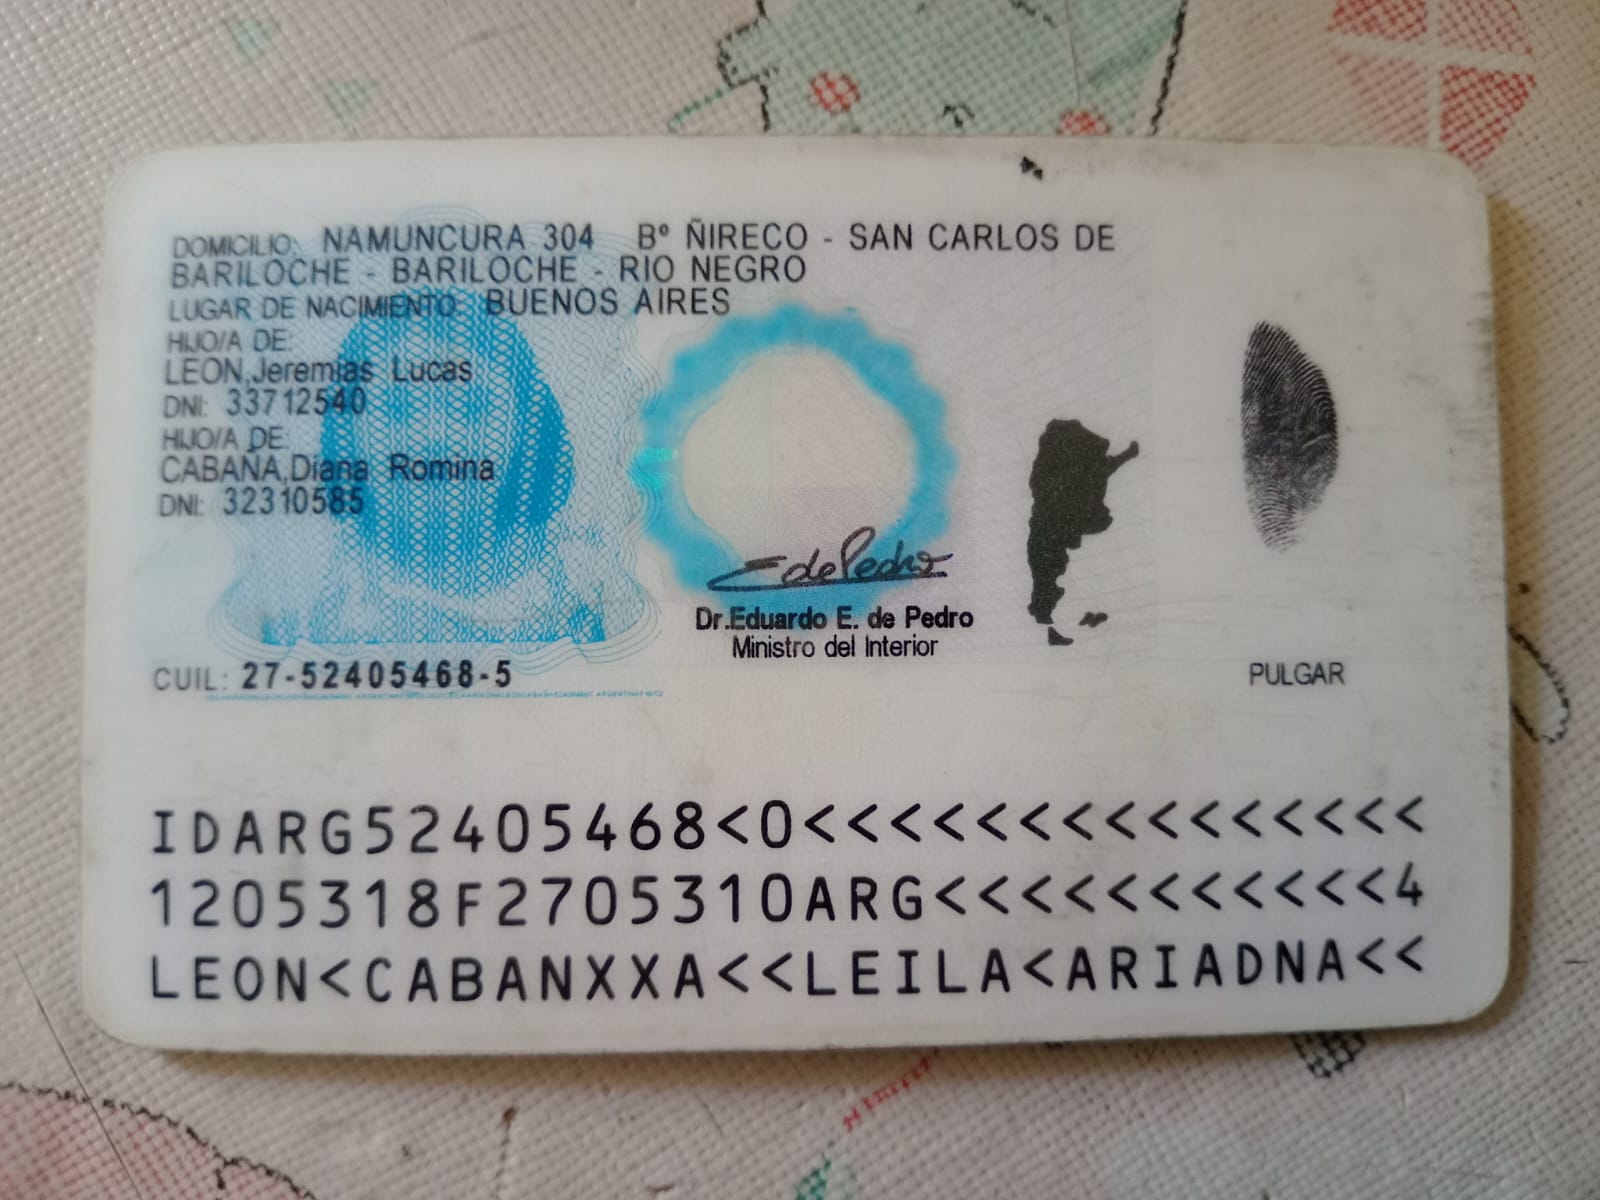 DOMICILIO: NAMUNCURA 304 Bº ÑIRECO - SAN CARLOS DE
BARILOCHE - BARILOCHE - RIO NEGRO
LUGAR DE NACIMIENTO: BUENOS AIRES
HIJO/A DE:
LEON,Jeremias Lucas
DNI: 33712540
HIJO/A DE:
CABAÑA,Diana Romina
DNI: 32310585
E de Pedro
Dr.Eduardo E. de Pedro
Ministro del Interior
CUIL: 27-52405468-5
PULGAR
IDARG52405468<0<<<<<<<<<<<<<<<
1205318F2705310ARG<<<<<<<<<<<4
LEON<CABANXXA<<LEILA<ARIADNA<<